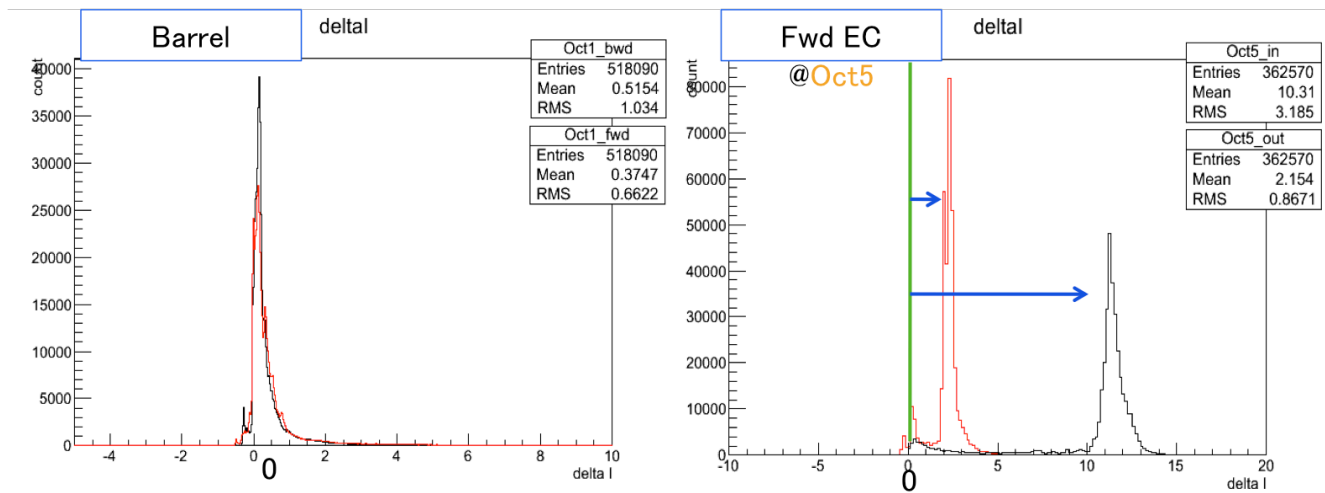 Barrel
deltaI
Oct1_bwd
Entries 518090
Mean 0.5154
RMS 1.034
Oct1_fwd
Entries 518090
Mean 0.3747
RMS 0.6622
count
40000
35000
30000
25000
20000
15000
10000
5000
0
-4 -2 0 2 4 6 8 10
0
delta I
Fwd EC
deltaI
@Oct5
Oct5_in
Entries 362570
Mean 10.31
RMS 3.185
Oct5_out
Entries 362570
Mean 2.154
RMS 0.8671
count
80000
70000
60000
50000
40000
30000
20000
10000
0
-10 -5 0 5 10 15 20
0
delta I